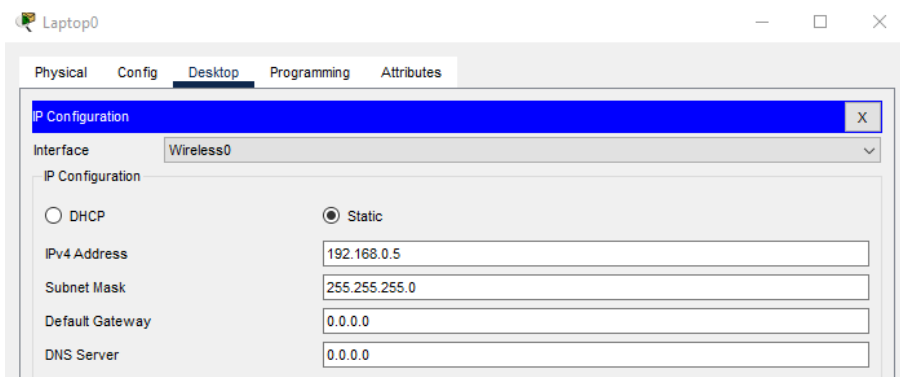 Laptop0
Physical Config Desktop Programming Attributes
IP Configuration X
Interface Wireless0
IP Configuration
DHCP Static
IPv4 Address 192.168.0.5
Subnet Mask 255.255.255.0
Default Gateway 0.0.0.0
DNS Server 0.0.0.0